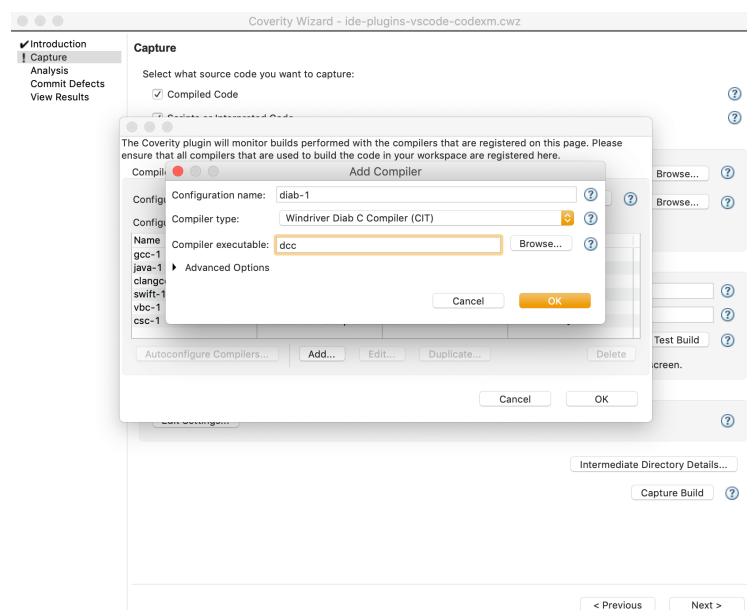 Coverity Wizard - ide-plugins-vscode-codexm.cwz
✔Introduction
! Capture
Analysis
Commit Defects
View Results
Capture
Select what source code you want to capture:
✓ Compiled Code
The Coverity plugin will monitor builds performed with the compilers that are registered on this page. Please
ensure that all compilers that are used to build the code in your workspace are registered here.
Add Compiler
Configuration name: diab-1
Compiler type: Windriver Diab C Compiler (CIT)
Compiler executable: dcc Browse...
Advanced Options
Cancel OK
Name
gcc-1
java-1
swift-1
vbc-1
csc-1
Autoconfigure Compilers... Add... Edit... Duplicate... Delete
Cancel OK
Browse...
Browse...
Test Build
screen.
Intermediate Directory Details...
Capture Build
< Previous Next >